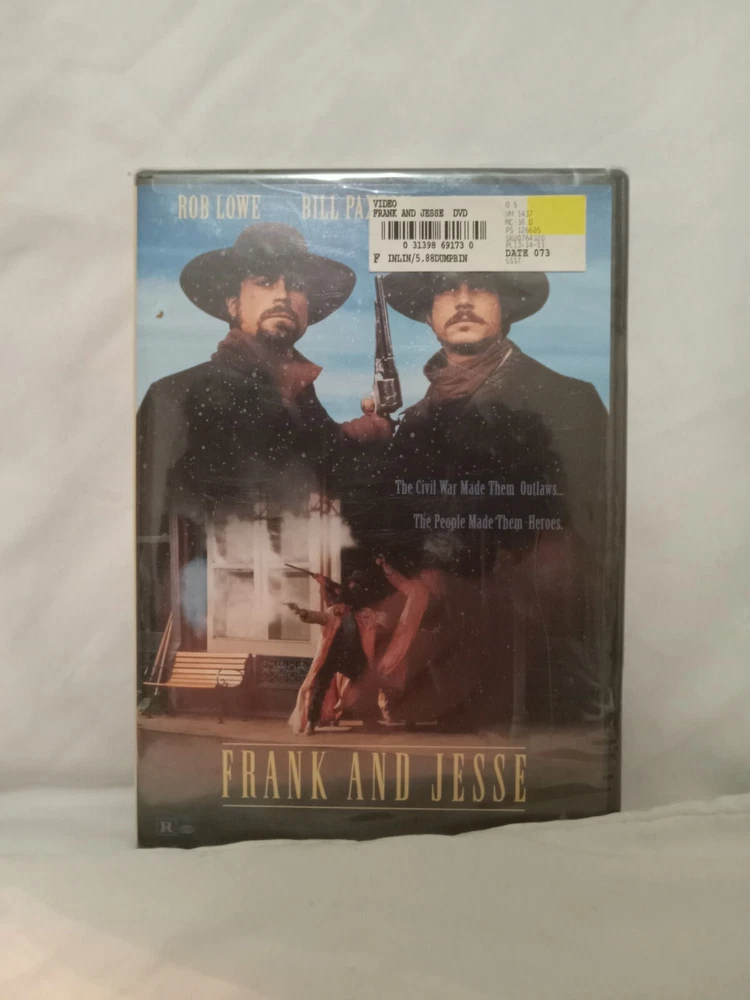 ROB LOWE BILL PAX
VIDEO
FRANK AND JESSE DVD
0 31398 69173 0
F INLIN/5.88DUMPBIN
DATE 073
The Civil War Made Them Outlaws...
The People Made Them Heroes.
FRANK AND JESSE
R